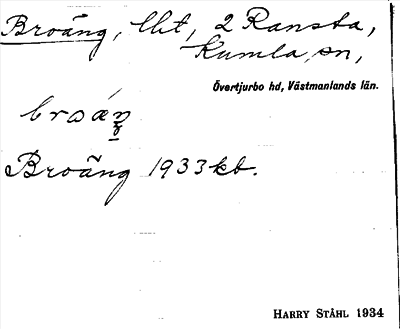 Broäng, lht, 2 Ransta,
Kumla sn,
Övertjurbo hd, Västmanlands län.
Broäng 1933 kb.
HARRY STÅHL 1934